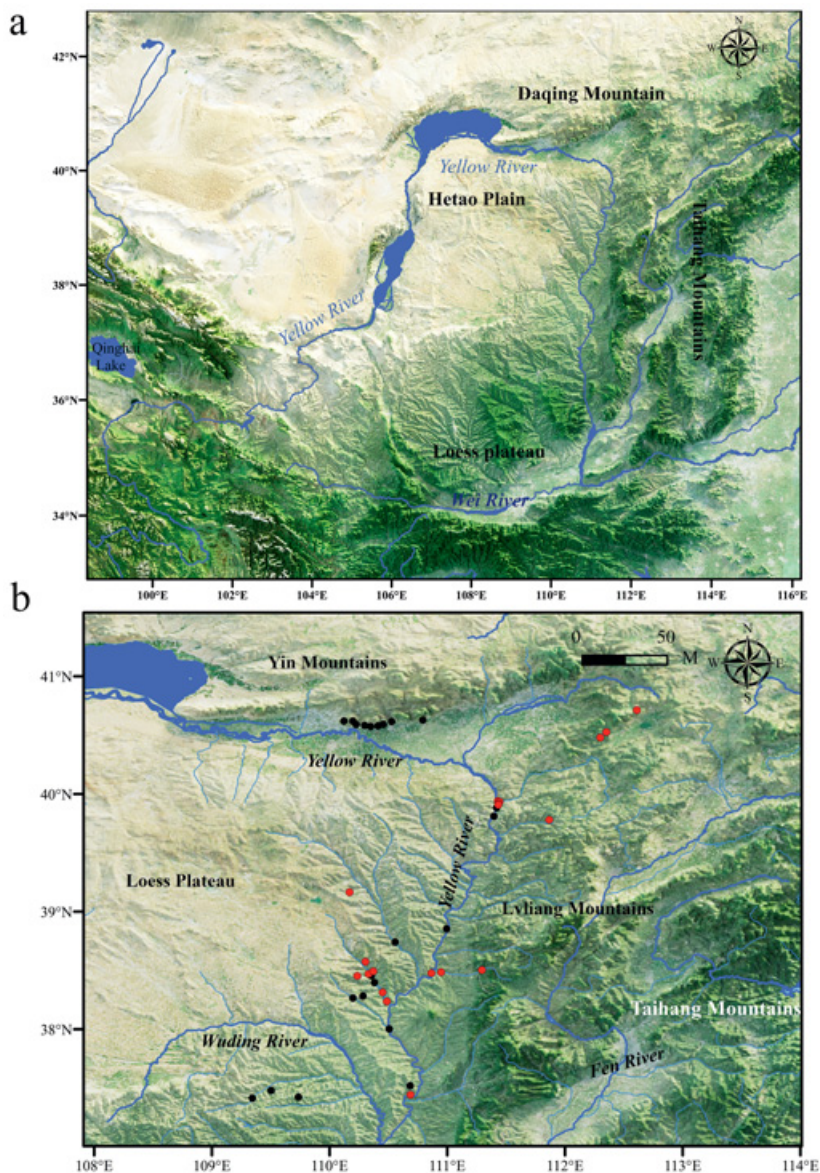 a
N
W E
S
42°N
40°N
38°N
36°N
34°N
Daqing Mountain
Yellow River
Hetao Plain
Taihang Mountains
Yellow River
Qinghai
Lake
Loess plateau
Wei River
100°E
102°E
104°E
106°E
108°E
110°E
112°E
114°E
116°E
b
0 50
M
N
W E
S
41°N
40°N
39°N
38°N
Yin Mountains
Yellow River
Yellow River
Loess Plateau
Lvliang Mountains
Taihang Mountains
Wuding River
Fen River
108°E
109°E
110°E
111°E
112°E
113°E
114°E